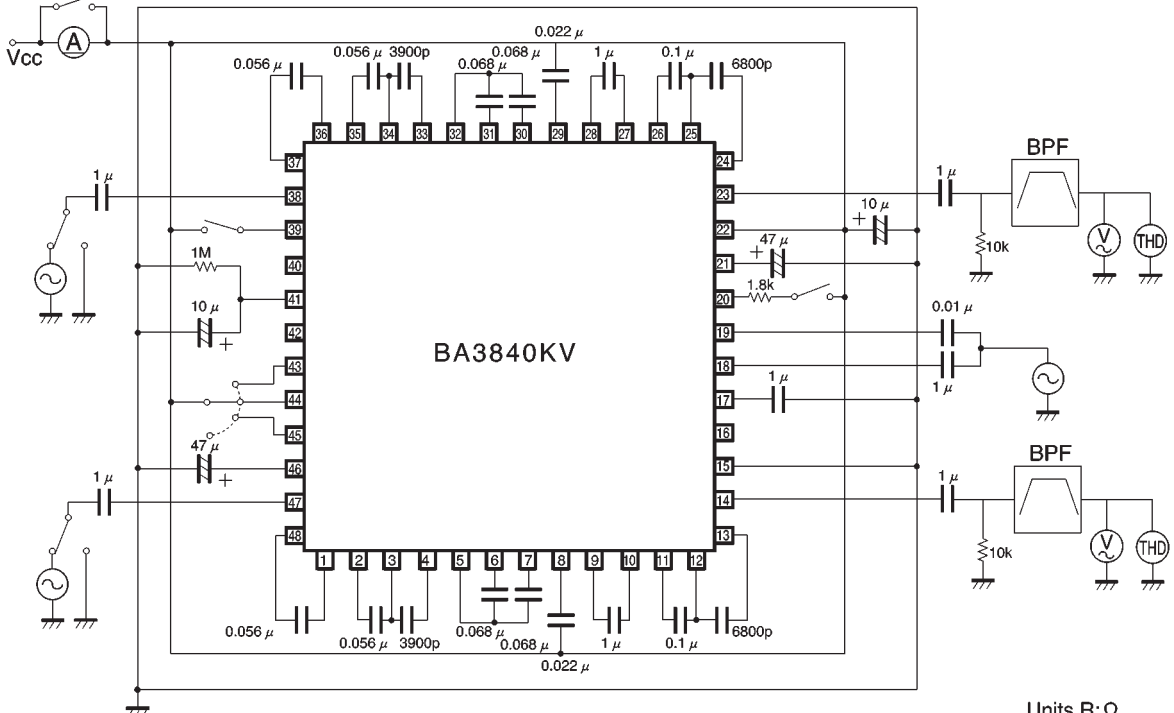 A
Vcc
0.022 μ
0.056 μ 3900p
0.068 μ
1 μ
0.1 μ
0.056 μ
0.068 μ
6800p
36 35 34 33 32 31 30 29 28 27 26 25
37
24
BPF
1 μ
38
23
1 μ
10 μ
+
39
22
V
THD
47 μ
+
10k
1M
40
21
1.8k
41
20
10 μ
+
0.01 μ
42
19
BA3840KV
43
18
1 μ
1 μ
44
17
45
16
47 μ
+
BPF
46
15
1 μ
1 μ
47
14
48
13
V
THD
10k
1 2 3 4 5 6 7 8 9 10 11 12
0.056 μ
0.056 μ
3900p
0.068 μ
0.068 μ
1 μ
0.1 μ
6800p
0.022 μ